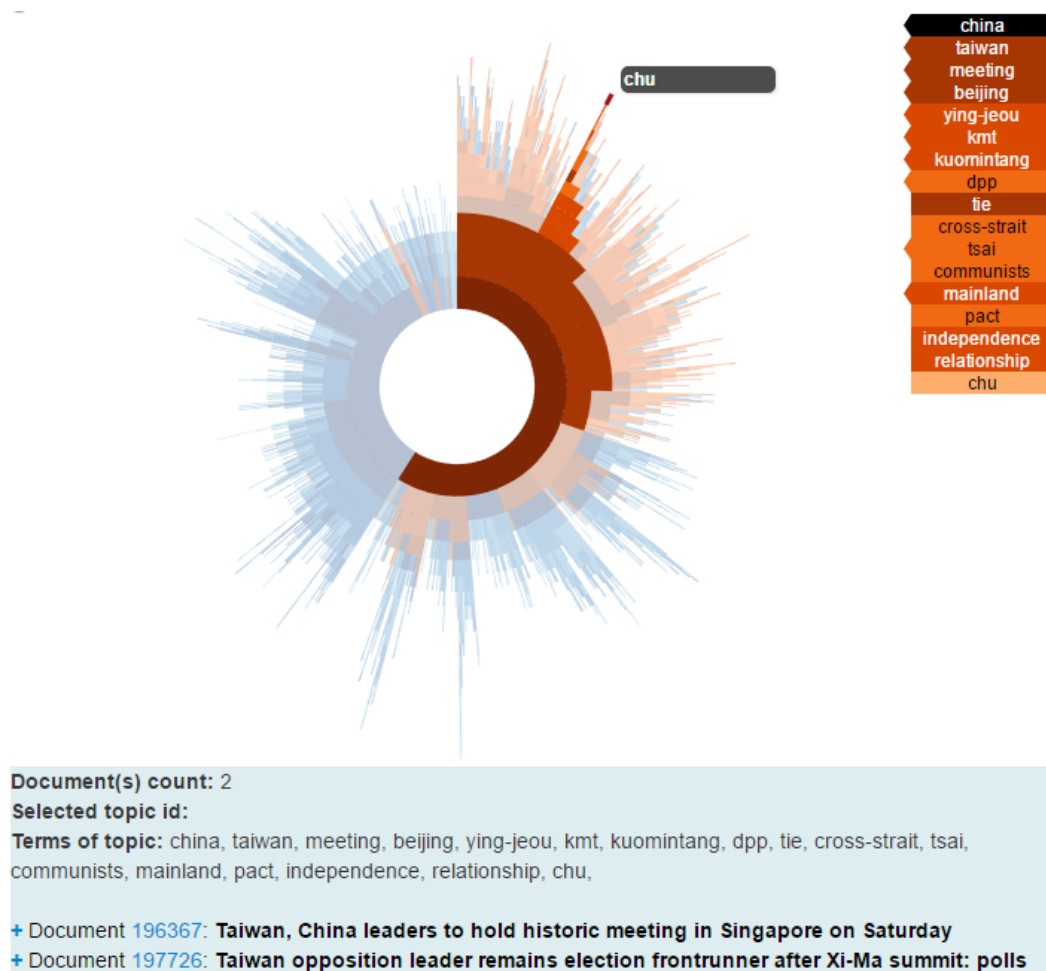 chu
china
taiwan
meeting
beijing
ying-jeou
kmt
kuomintang
dpp
tie
cross-strait
tsai
communists
mainland
pact
independence
relationship
chu
Document(s) count: 2
Selected topic id:
Terms of topic: china, taiwan, meeting, beijing, ying-jeou, kmt, kuomintang, dpp, tie, cross-strait, tsai,
communists, mainland, pact, independence, relationship, chu,
+ Document 196367: Taiwan, China leaders to hold historic meeting in Singapore on Saturday
+ Document 197726: Taiwan opposition leader remains election frontrunner after Xi-Ma summit: polls